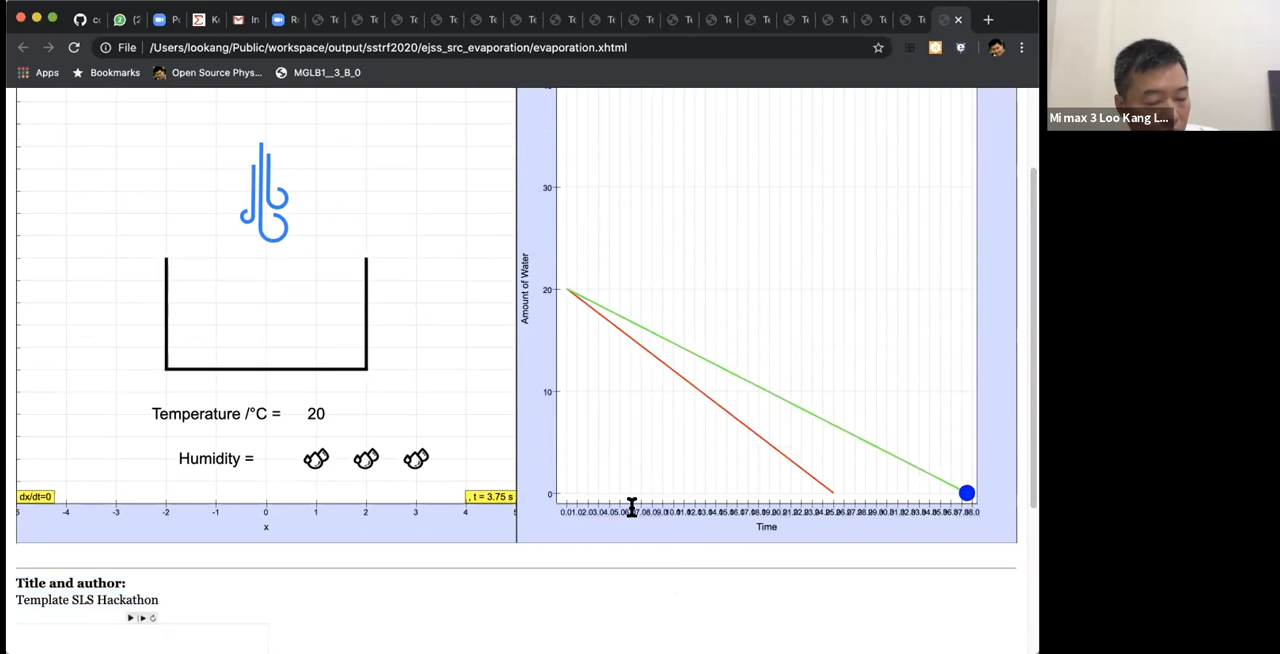 File /Users/lookang/Public/workspace/output/sstrf2020/ejss_src_evaporation/evaporation.xhtml
Apps Bookmarks Open Source Phys... MGLB1__3_B_0
Mi max 3 Loo Kang L...
30
Amount of Water
20
10
0
Temperature /°C = 20
Humidity =
dx/dt=0
, t = 3.75 s
-4 -3 -2 -1 0 1 2 3 4
x
Time
Title and author:
Template SLS Hackathon